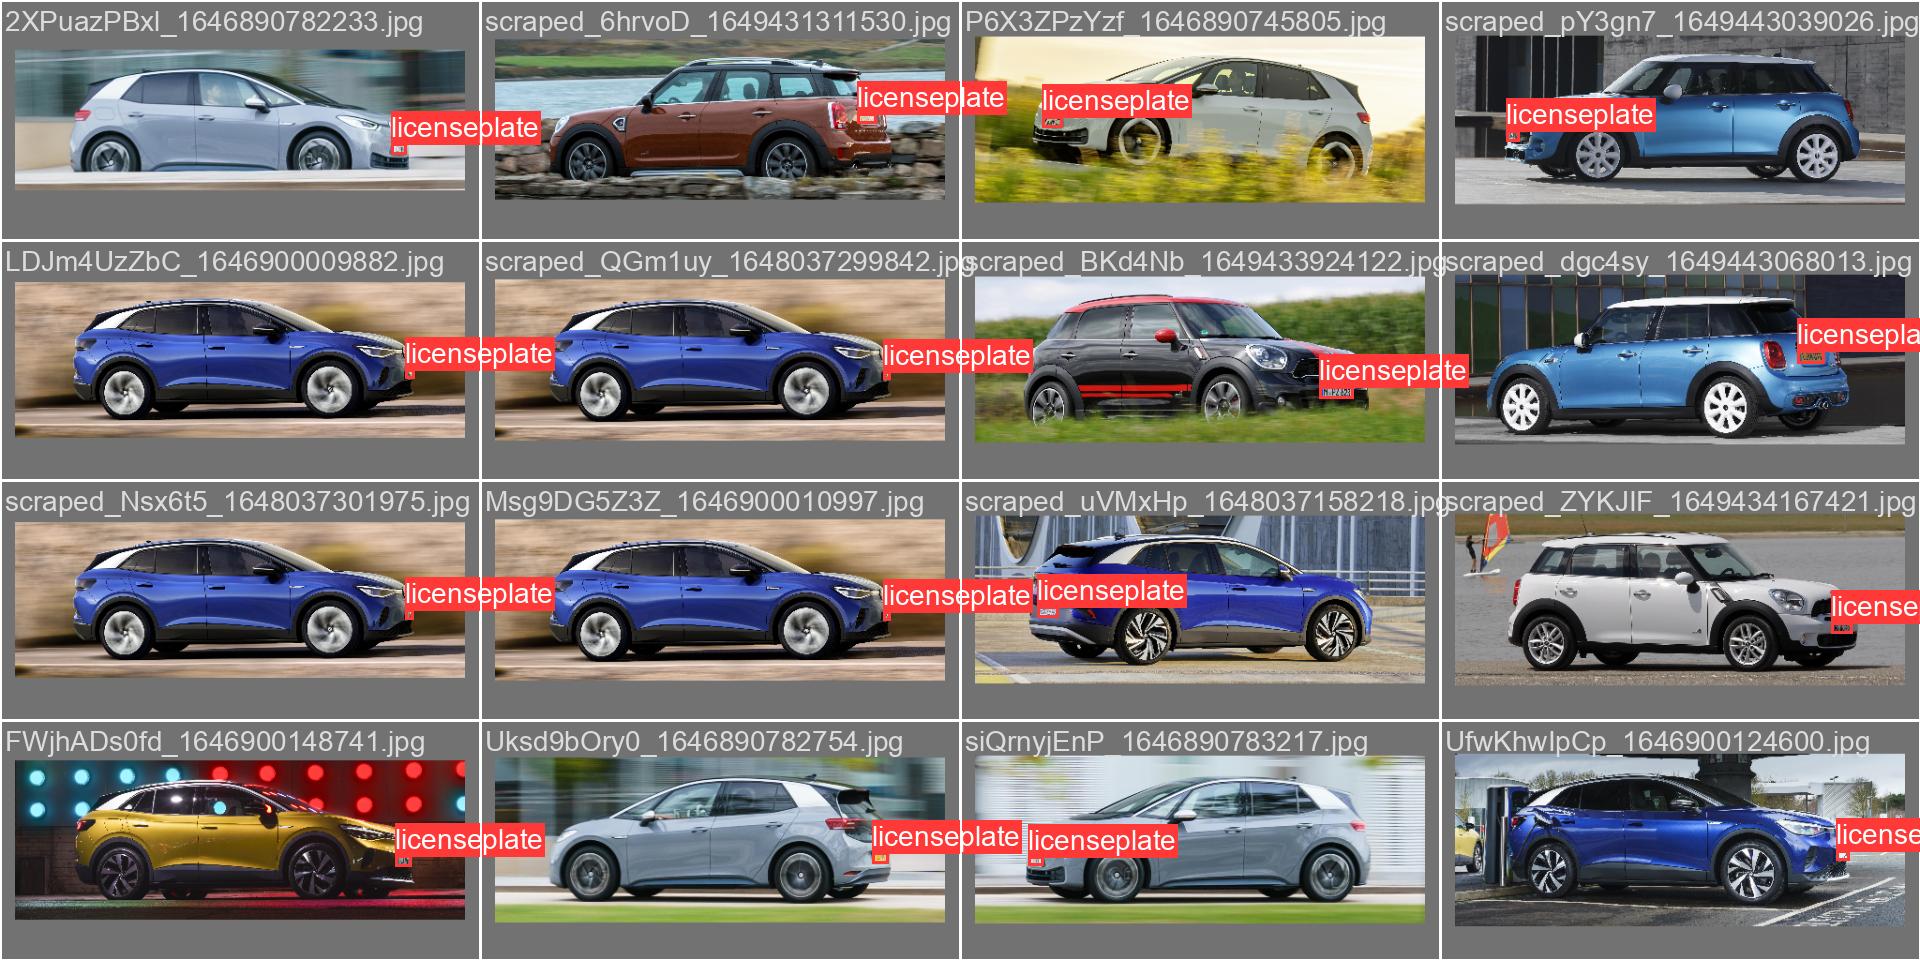 2XPuazPBxl_1646890782233.jpg
scraped_6hrvoD_1649431311530.jpg
P6X3ZPzYzf_1646890745805.jpg
scraped_pY3gn7_1649443039026.jpg
licenseplate
licenseplate
licenseplate
licenseplate
LDJm4UzZbC_1646900009882.jpg
scraped_QGm1uy_1648037299842.jpg
scraped_BKd4Nb_1649433924122.jpg
scraped_dgc4sy_1649443068013.jpg
licenseplate
licenseplate
licenseplate
licensepla
scraped_Nsx6t5_1648037301975.jpg
Msg9DG5Z3Z_1646900010997.jpg
scraped_uVMxHp_1648037158218.jpg
scraped_ZYKJIF_1649434167421.jpg
licenseplate
licenseplate
licenseplate
license
FWjhADs0fd_1646900148741.jpg
Uksd9bOry0_1646890782754.jpg
siQrnyjEnP_1646890783217.jpg
UfwKhwIpCp_1646900124600.jpg
licenseplate
licenseplate
licenseplate
license